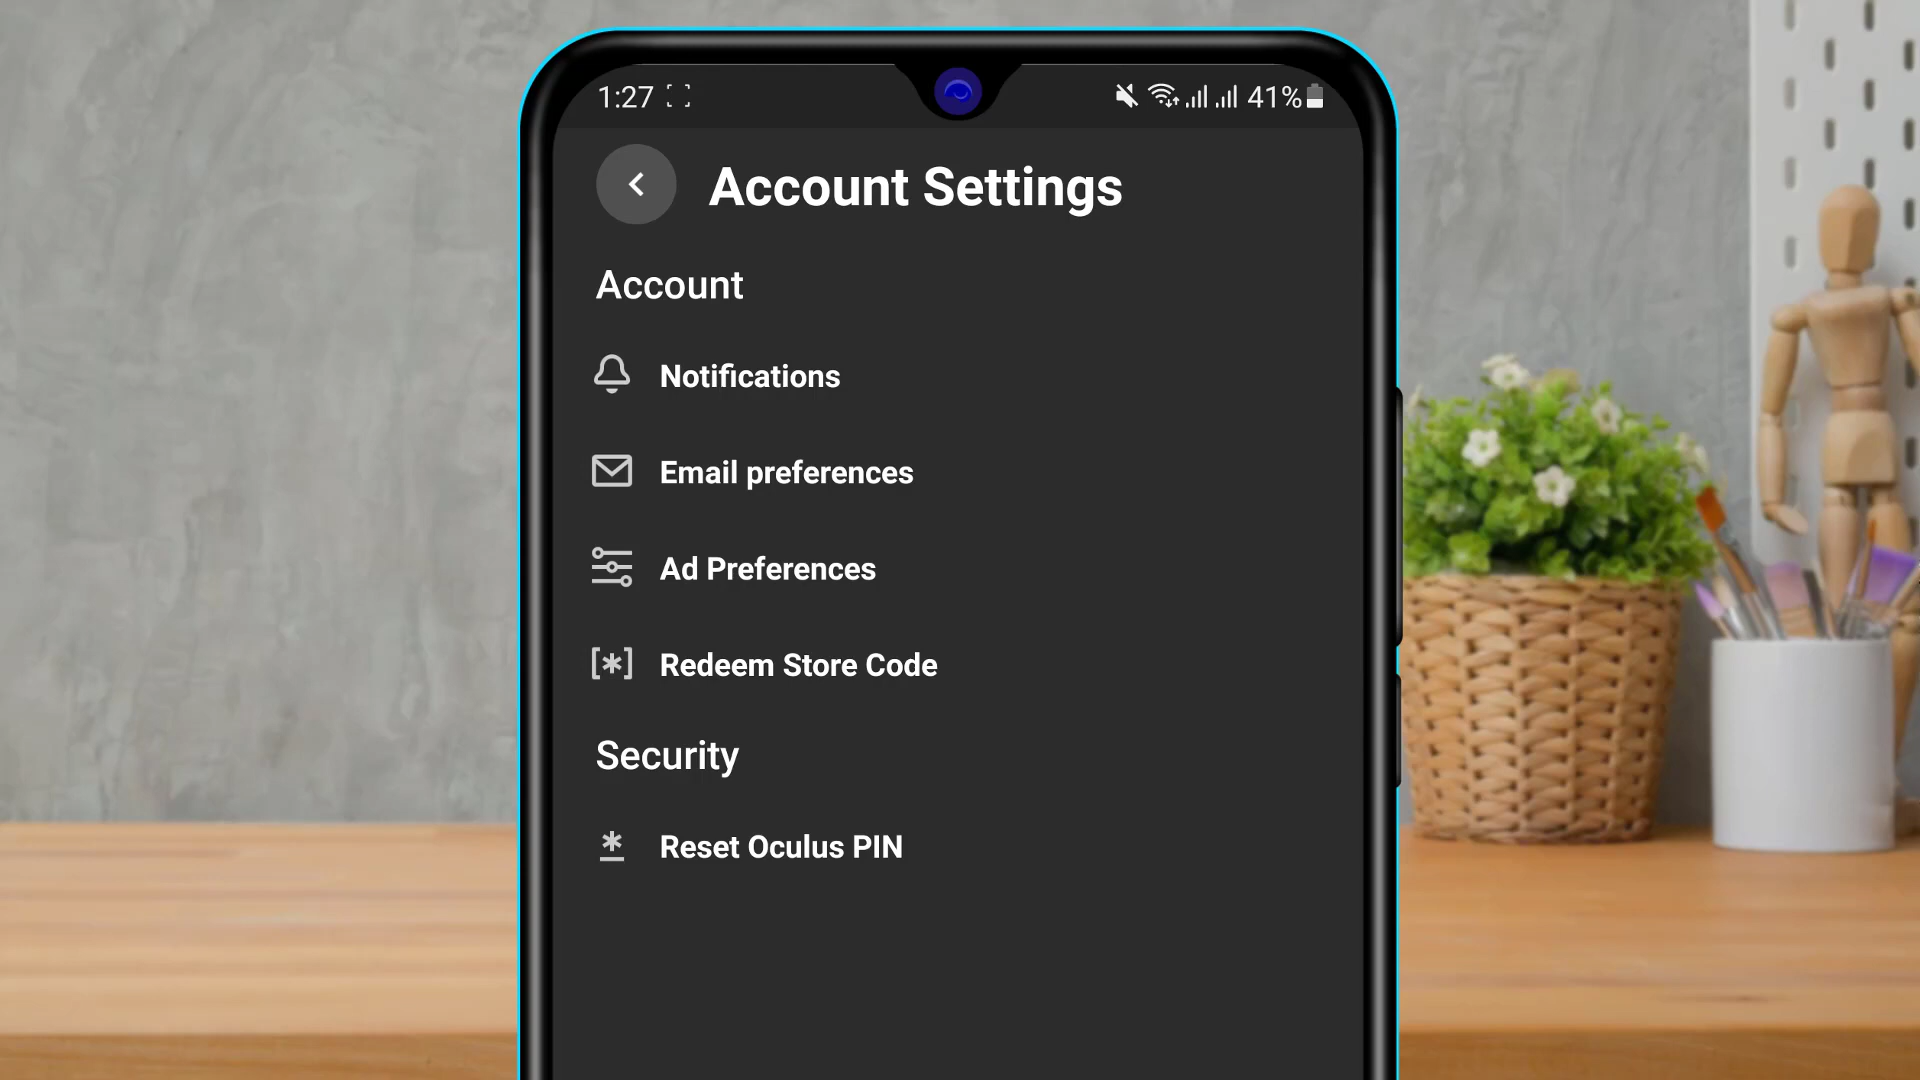 1:27 41%
Account Settings
Account
Notifications
Email preferences
Ad Preferences
Redeem Store Code
Security
Reset Oculus PIN